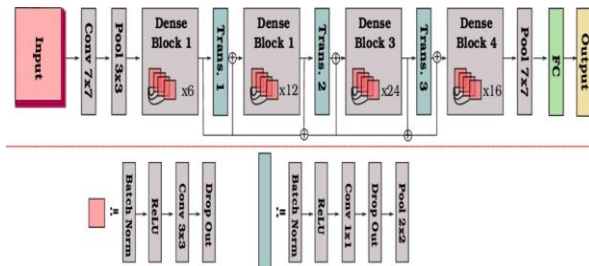 Input
Conv 7x7
Pool 3x3
Dense
Block 1
x6
Trans. 1
Dense
Block 1
x12
Trans. 2
Dense
Block 3
x24
Trans. 3
Dense
Block 4
x16
Pool 7x7
FC
Output
Batch Norm
ReLU
Conv 3x3
Drop Out
Batch Norm
ReLU
Conv 1x1
Drop Out
Pool 2x2